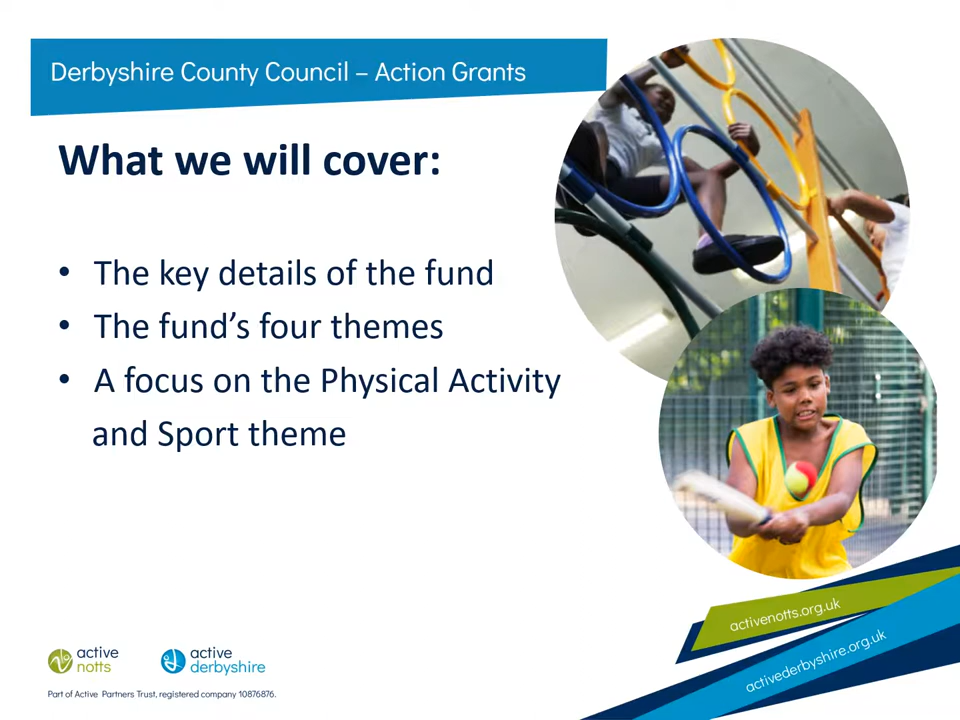 Derbyshire County Council – Action Grants
What we will cover:
• The key details of the fund
• The fund’s four themes
• A focus on the Physical Activity
and Sport theme
activenotts.org.uk
activederbyshire.org.uk
active
notts
active
derbyshire
Part of Active Partners Trust, registered company 10876876.